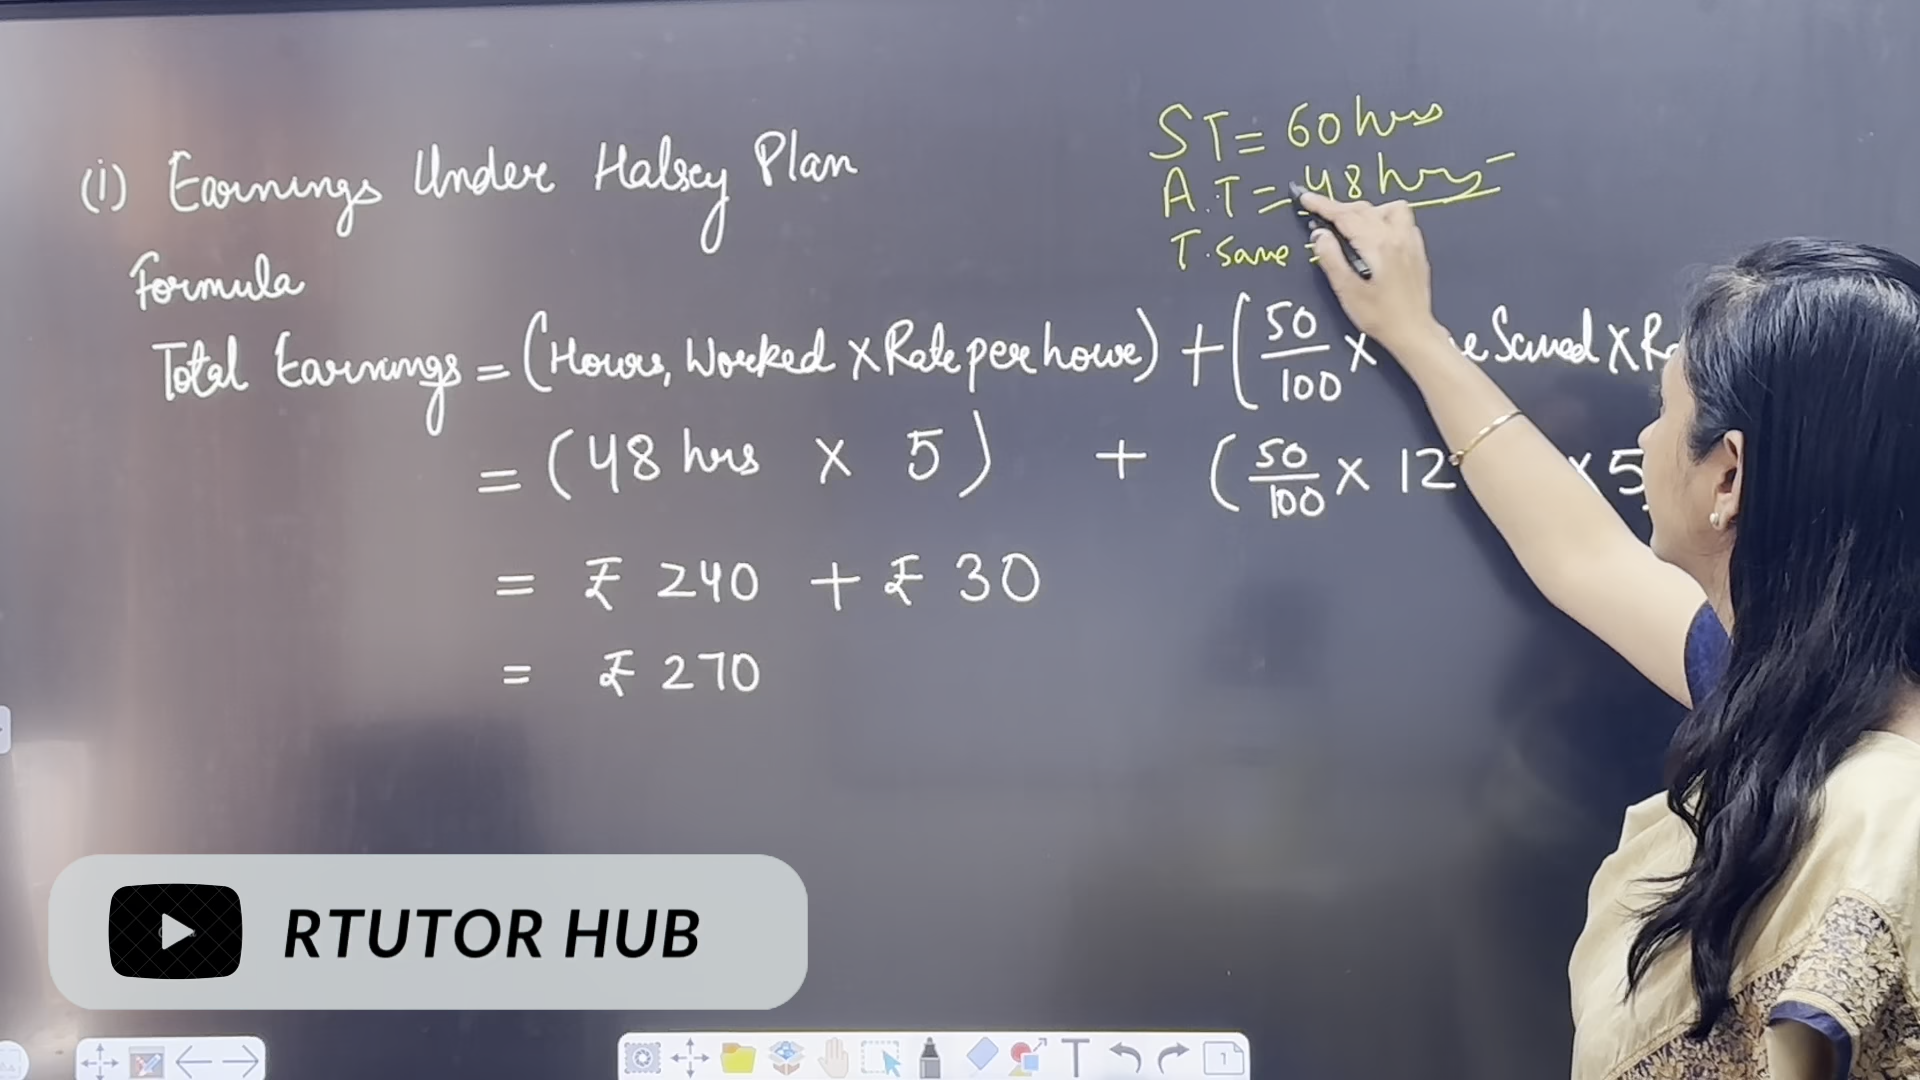 ST = 60 hrs
A.T = 48 hrs
T. save =
(i) Earnings Under Halsey Plan
Formula
Total Earnings = (Hours, Worked X Rate per howe) + (50/100 X Saved X
= (48 hrs X 5) + (50/100 X 12 X 5
= ₹ 240 + ₹ 30
= ₹ 270
RTUTOR HUB